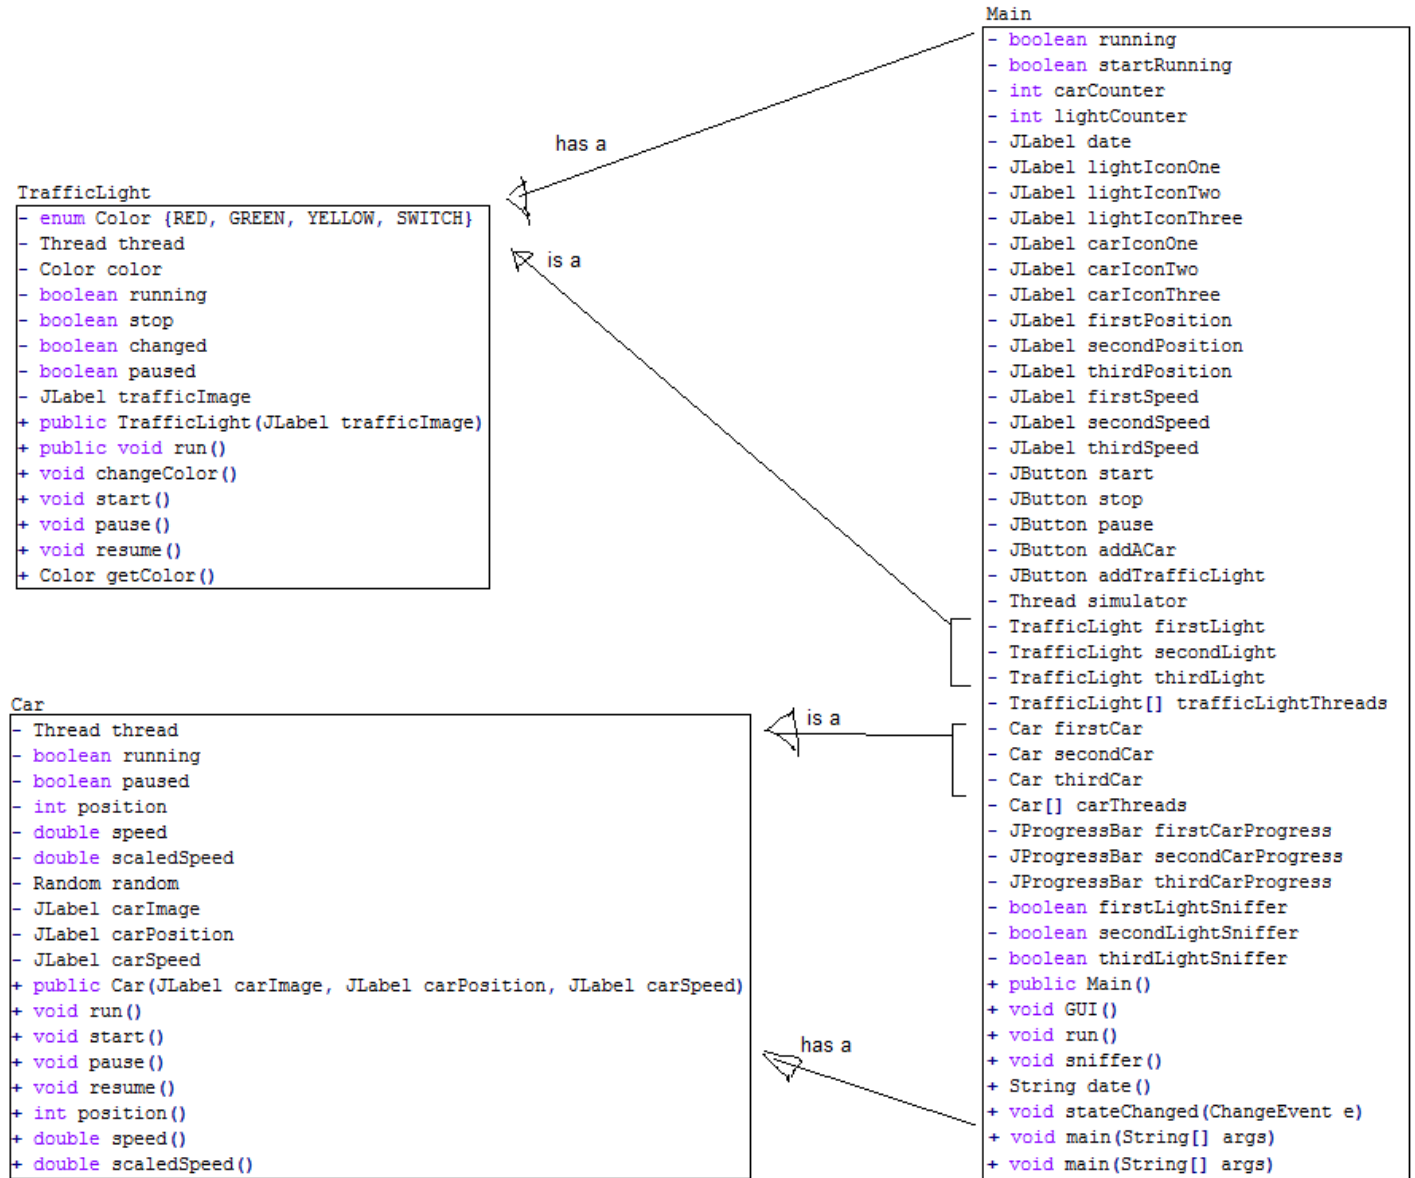 Main
- boolean running
- boolean startRunning
- int carCounter
- int lightCounter
- JLabel date
- JLabel lightIconOne
- JLabel lightIconTwo
- JLabel lightIconThree
- JLabel carIconOne
- JLabel carIconTwo
- JLabel carIconThree
- JLabel firstPosition
- JLabel secondPosition
- JLabel thirdPosition
- JLabel firstSpeed
- JLabel secondSpeed
- JLabel thirdSpeed
- JButton start
- JButton stop
- JButton pause
- JButton addACar
- JButton addTrafficLight
- Thread simulator
- TrafficLight firstLight
- TrafficLight secondLight
- TrafficLight thirdLight
- TrafficLight[] trafficLightThreads
- Car firstCar
- Car secondCar
- Car thirdCar
- Car[] carThreads
- JProgressBar firstCarProgress
- JProgressBar secondCarProgress
- JProgressBar thirdCarProgress
- boolean firstLightSniffer
- boolean secondLightSniffer
- boolean thirdLightSniffer
+ public Main()
+ void GUI()
+ void run()
+ void sniffer()
+ String date()
+ void stateChanged(ChangeEvent e)
+ void main(String[] args)
+ void main(String[] args)
has a
TrafficLight
- enum Color {RED, GREEN, YELLOW, SWITCH}
- Thread thread
- Color color
- boolean running
- boolean stop
- boolean changed
- boolean paused
- JLabel trafficImage
+ public TrafficLight(JLabel trafficImage)
+ public void run()
+ void changeColor()
+ void start()
+ void pause()
+ void resume()
+ Color getColor()
is a
Car
- Thread thread
- boolean running
- boolean paused
- int position
- double speed
- double scaledSpeed
- Random random
- JLabel carImage
- JLabel carPosition
- JLabel carSpeed
+ public Car(JLabel carImage, JLabel carPosition, JLabel carSpeed)
+ void run()
+ void start()
+ void pause()
+ void resume()
+ int position()
+ double speed()
+ double scaledSpeed()
is a
has a